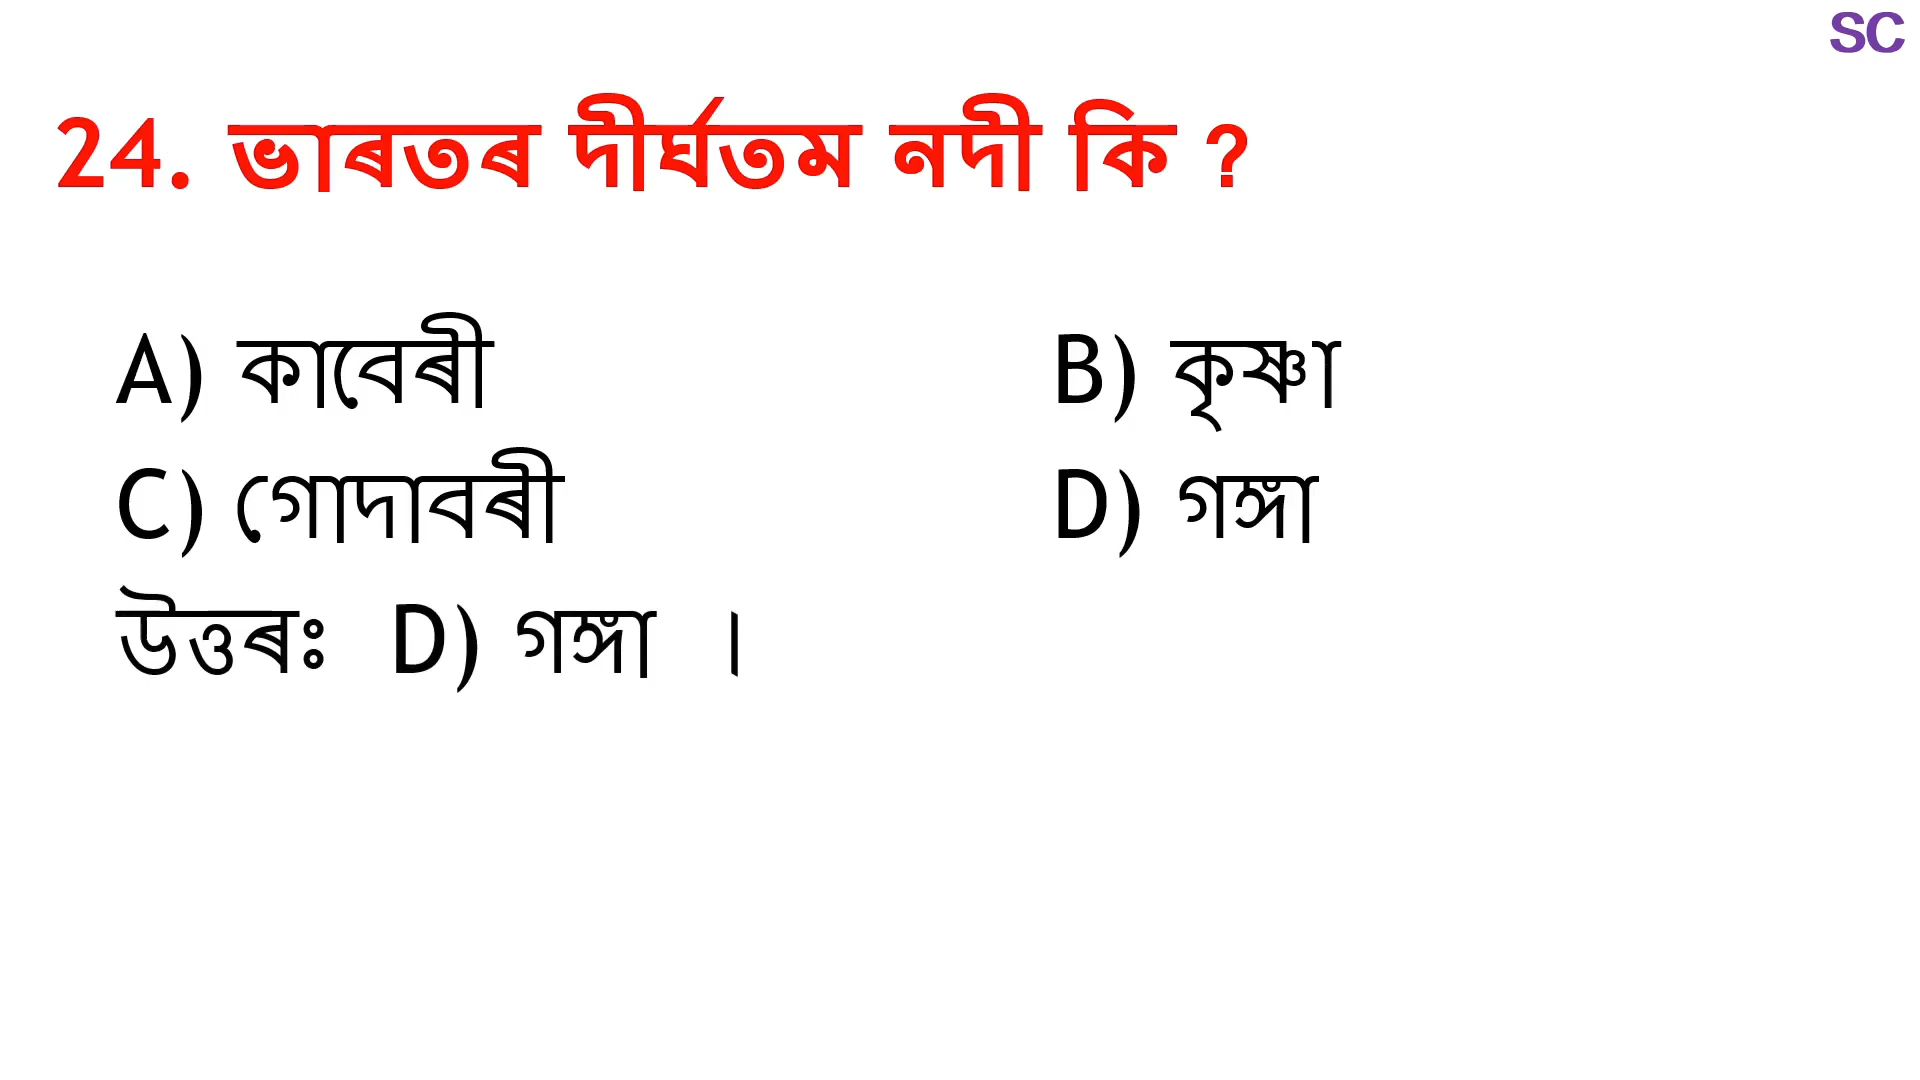 SC
24. ভাৰতৰ দীৰ্ঘতম নদী কি ?
A) কাবেৰী B) কৃষ্ণা
C) গোদাবৰী D) গঙ্গা
উত্তৰঃ D) গঙ্গা ।